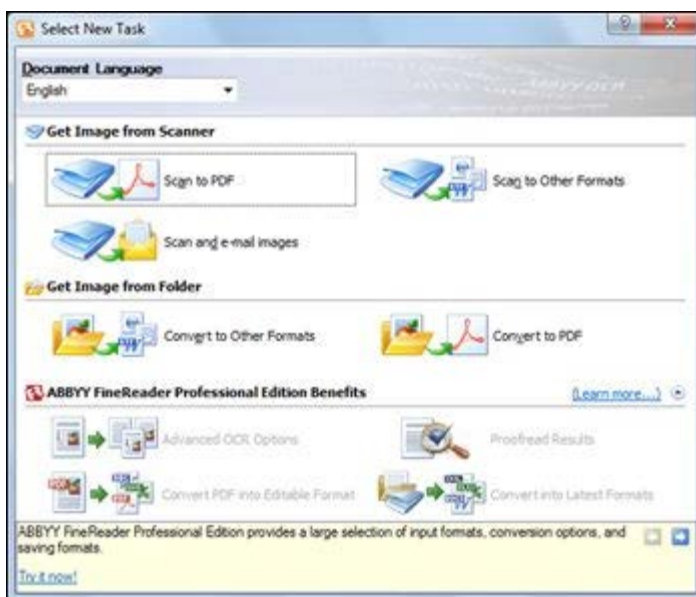 Select New Task
Document Language
English
Get Image from Scanner
Scan to PDF
Scan to Other Formats
Scan and e-mail images
Get Image from Folder
Convert to Other Formats
Convert to PDF
ABBYY FineReader Professional Edition Benefits
(Learn more...)
Advanced OCR Options
Proofread Results
Convert PDF into Editable Format
Convert into Latest Formats
ABBYY FineReader Professional Edition provides a large selection of input formats, conversion options, and
saving formats.
Try it now!